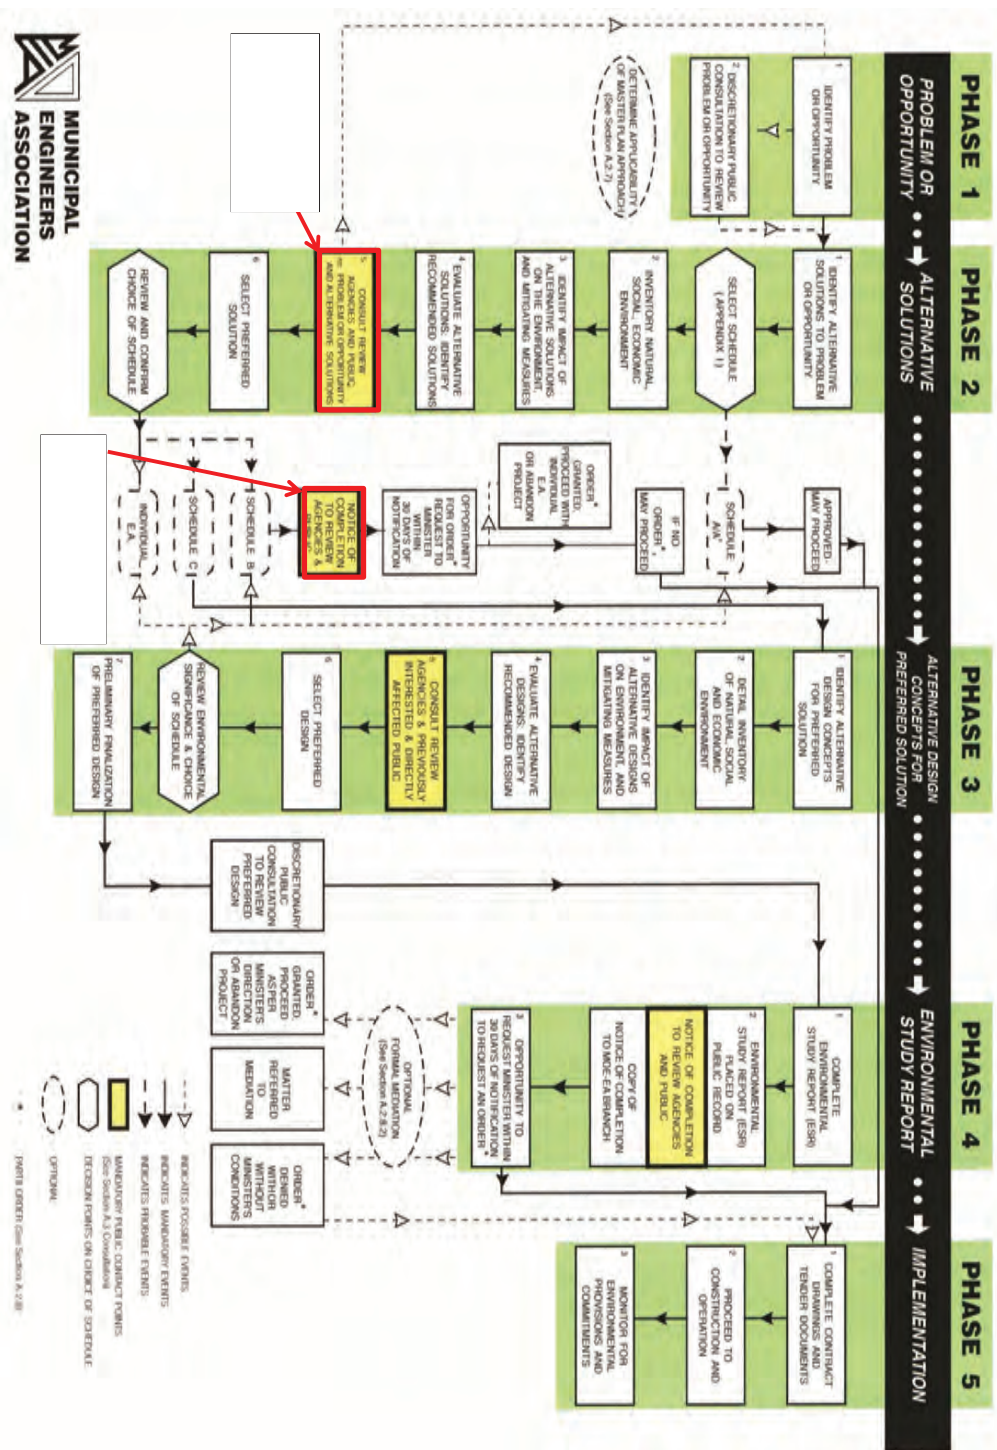 PHASE 1
PROBLEM OR
OPPORTUNITY
1
IDENTIFY PROBLEM
OR OPPORTUNITY
2
DISCRETIONARY PUBLIC
CONSULTATION TO REVIEW
PROBLEM OR OPPORTUNITY
DETERMINE APPLICABILITY
OF MASTER PLAN APPROACH
(See Section A.2.7)
PHASE 2
ALTERNATIVE
SOLUTIONS
1
IDENTIFY ALTERNATIVE
SOLUTIONS TO PROBLEM
OR OPPORTUNITY
SELECT SCHEDULE
(APPENDIX I)
2
INVENTORY NATURAL,
SOCIAL, ECONOMIC
ENVIRONMENT
3
IDENTIFY IMPACT OF
ALTERNATIVE SOLUTIONS
ON THE ENVIRONMENT,
AND MITIGATING MEASURES
4
EVALUATE ALTERNATIVE
SOLUTIONS: IDENTIFY
RECOMMENDED SOLUTIONS
5
CONSULT REVIEW
AGENCIES AND PUBLIC
re: PROBLEM OR OPPORTUNITY
AND ALTERNATIVE SOLUTIONS
6
SELECT PREFERRED
SOLUTION
REVIEW AND CONFIRM
CHOICE OF SCHEDULE
APPROVED-
MAY PROCEED
SCHEDULE
A/A+
IF NO
ORDER*,
MAY PROCEED
ORDER*
GRANTED:
PROCEED WITH
INDIVIDUAL
E.A.
OR ABANDON
PROJECT
OPPORTUNITY
FOR ORDER*
REQUEST TO
MINISTER
WITHIN
30 DAYS OF
NOTIFICATION
NOTICE OF
COMPLETION
TO REVIEW
AGENCIES &
SCHEDULE B
SCHEDULE C
INDIVIDUAL
E.A.
PHASE 3
ALTERNATIVE DESIGN
CONCEPTS FOR
PREFERRED SOLUTION
1
IDENTIFY ALTERNATIVE
DESIGN CONCEPTS
FOR PREFERRED
SOLUTION
2
DETAIL INVENTORY
OF NATURAL SOCIAL
AND ECONOMIC
ENVIRONMENT
3
IDENTIFY IMPACT OF
ALTERNATIVE DESIGNS
ON ENVIRONMENT, AND
MITIGATING MEASURES
4
EVALUATE ALTERNATIVE
DESIGNS: IDENTIFY
RECOMMENDED DESIGN
5
CONSULT REVIEW
AGENCIES & PREVIOUSLY
INTERESTED & DIRECTLY
AFFECTED PUBLIC
6
SELECT PREFERRED
DESIGN
REVIEW ENVIRONMENTAL
SIGNIFICANCE & CHOICE
OF SCHEDULE
7
PRELIMINARY FINALIZATION
OF PREFERRED DESIGN
DISCRETIONARY
PUBLIC
CONSULTATION
TO REVIEW
PREFERRED
DESIGN
PHASE 4
ENVIRONMENTAL
STUDY REPORT
1
COMPLETE
ENVIRONMENTAL
STUDY REPORT (ESR)
2
ENVIRONMENTAL
STUDY REPORT (ESR)
PLACED ON
PUBLIC RECORD
NOTICE OF COMPLETION
TO REVIEW AGENCIES
AND PUBLIC
COPY OF
NOTICE OF COMPLETION
TO MOE-EA BRANCH
3
OPPORTUNITY TO
REQUEST MINISTER WITHIN
30 DAYS OF NOTIFICATION
TO REQUEST AN ORDER*
OPTIONAL
FORMAL MEDIATION
(See Section A.2.8.2)
ORDER*
GRANTED,
PROCEED
AS PER
MINISTER'S
DIRECTION
OR ABANDON
PROJECT
MATTER
REFERRED
TO
MEDIATION
ORDER*
DENIED
WITH OR
WITHOUT
MINISTER'S
CONDITIONS
PHASE 5
IMPLEMENTATION
1
COMPLETE CONTRACT
DRAWINGS AND
TENDER DOCUMENTS
2
PROCEED TO
CONSTRUCTION AND
OPERATION
3
MONITOR FOR
ENVIRONMENTAL
PROVISIONS AND
COMMITMENTS
INDICATES POSSIBLE EVENTS
INDICATES MANDATORY EVENTS
INDICATES PROBABLE EVENTS
MANDATORY PUBLIC CONTACT POINTS
(See Section A.3 Consultation)
DECISION POINTS ON CHOICE OF SCHEDULE
OPTIONAL
* PART II ORDER (See Section A.2.8)
MUNICIPAL
ENGINEERS
ASSOCIATION